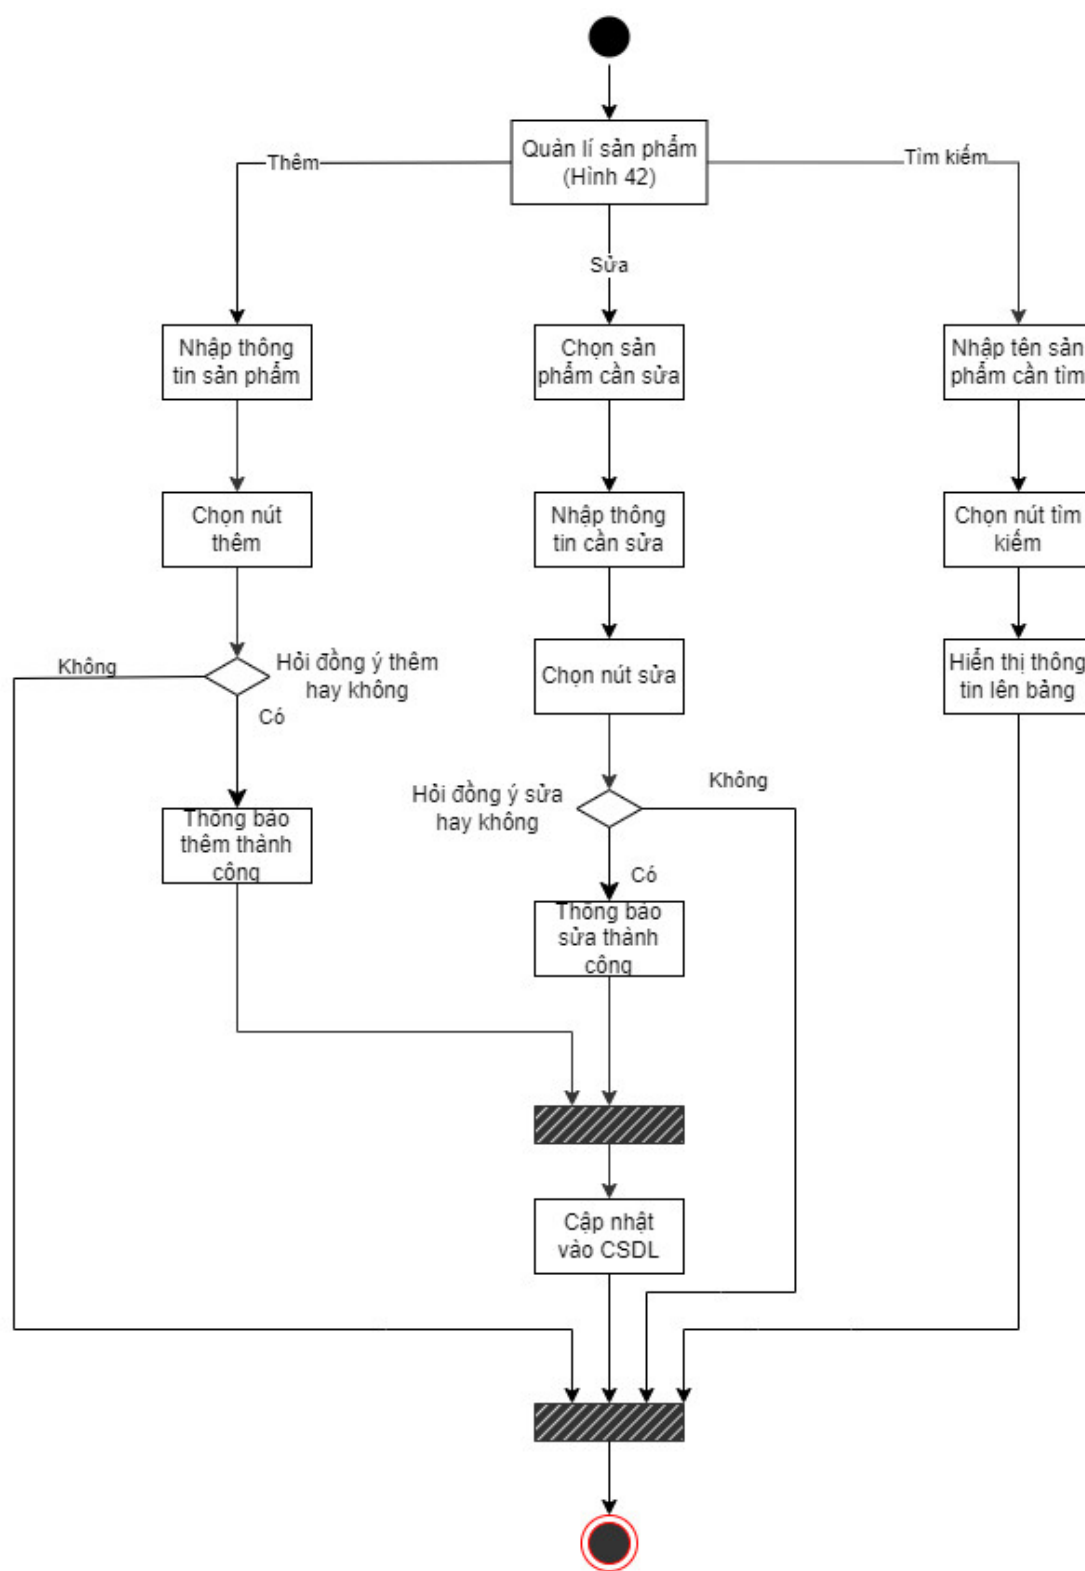 Quản lí sản phẩm
(Hình 42)
Thêm
Tìm kiếm
Sửa
Nhập thông
tin sản phẩm
Chọn sản
phẩm cần sửa
Nhập tên sản
phẩm cần tìm
Chọn nút
thêm
Nhập thông
tin cần sửa
Chọn nút tìm
kiếm
Không
Hỏi đồng ý thêm
hay không
Có
Chọn nút sửa
Hiển thị thông
tin lên bảng
Thông báo
thêm thành
công
Hỏi đồng ý sửa
hay không
Không
Có
Thông báo
sửa thành
công
Cập nhật
vào CSDL